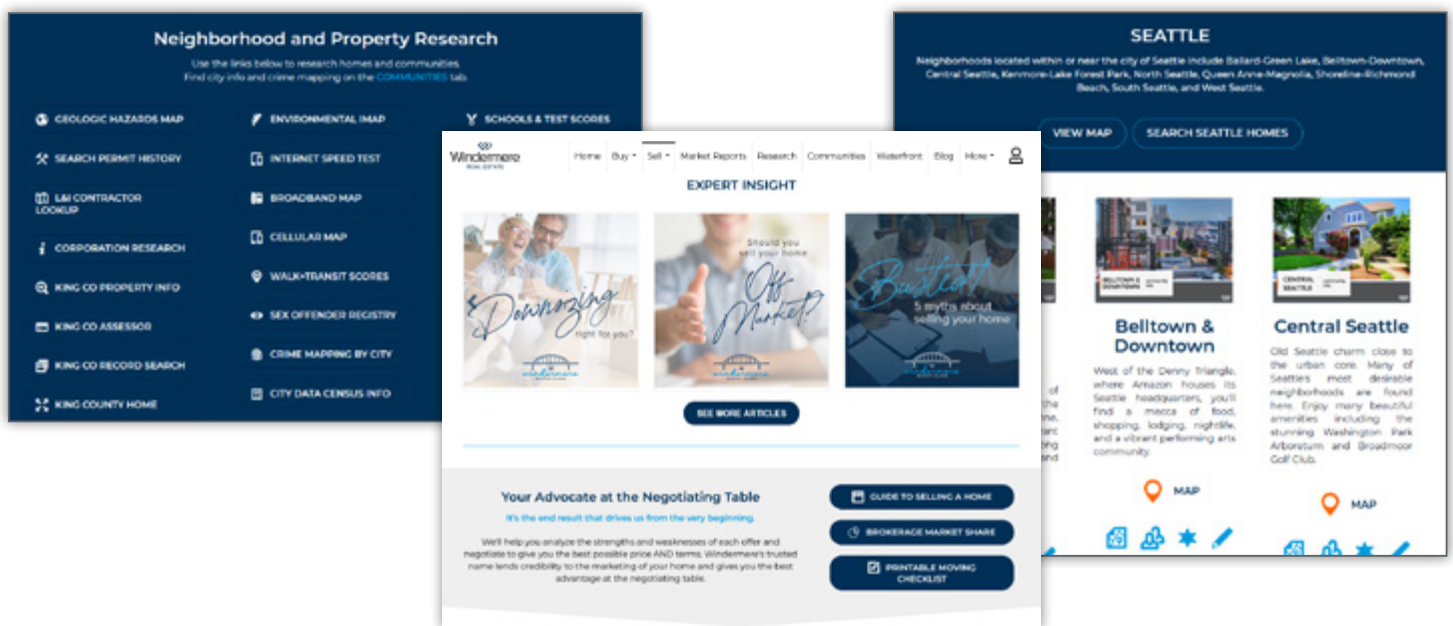 Neighborhood and Property Research
Use the links below to research homes and communities.
Find city info and crime mapping on the COMMUNITIES tab.
GEOLOGIC HAZARDS MAP
SEARCH PERMIT HISTORY
L&I CONTRACTOR
LOOKUP
CORPORATION RESEARCH
KING CO PROPERTY INFO
KING CO ASSESSOR
KING CO RECORD SEARCH
KING COUNTY HOME
ENVIRONMENTAL IMAP
INTERNET SPEED TEST
BROADBAND MAP
CELLULAR MAP
WALK+TRANSIT SCORES
SEX OFFENDER REGISTRY
CRIME MAPPING BY CITY
CITY DATA CENSUS INFO
SCHOOLS & TEST SCORES
Windermere
REAL ESTATE
Home Buy Sell Market Reports Research Communities Waterfront Blog More
EXPERT INSIGHT
Is
Downsizing
right for you?
windermere
Should you
sell your home
Off
Market?
windermere
Busted!
5 myths about
selling your home
windermere
SEE MORE ARTICLES
Your Advocate at the Negotiating Table
It's the end result that drives us from the very beginning.
We'll help you analyze the strengths and weaknesses of each offer and
negotiate to give you the best possible price AND terms. Windermere's trusted
name lends credibility to the marketing of your home and gives you the best
advantage at the negotiating table.
GUIDE TO SELLING A HOME
BROKERAGE MARKET SHARE
PRINTABLE MOVING
CHECKLIST
SEATTLE
Neighborhoods located within or near the city of Seattle include Ballard-Green Lake, Belltown-Downtown,
Central Seattle, Kenmore-Lake Forest Park, North Seattle, Queen Anne-Magnolia, Shoreline-Richmond
Beach, South Seattle, and West Seattle.
VIEW MAP
SEARCH SEATTLE HOMES
of
the
and
BELLTOWN &
DOWNTOWN
Belltown &
Downtown
West of the Denny Triangle,
where Amazon houses its
Seattle headquarters, you'll
find a mecca of food,
shopping, lodging, nightlife,
and a vibrant performing arts
community.
MAP
CENTRAL
SEATTLE
Central Seattle
Old Seattle charm close to
the urban core. Many of
Seattle's most desirable
neighborhoods are found
here. Enjoy many beautiful
amenities including the
stunning Washington Park
Arboretum and Broadmoor
Golf Club.
MAP